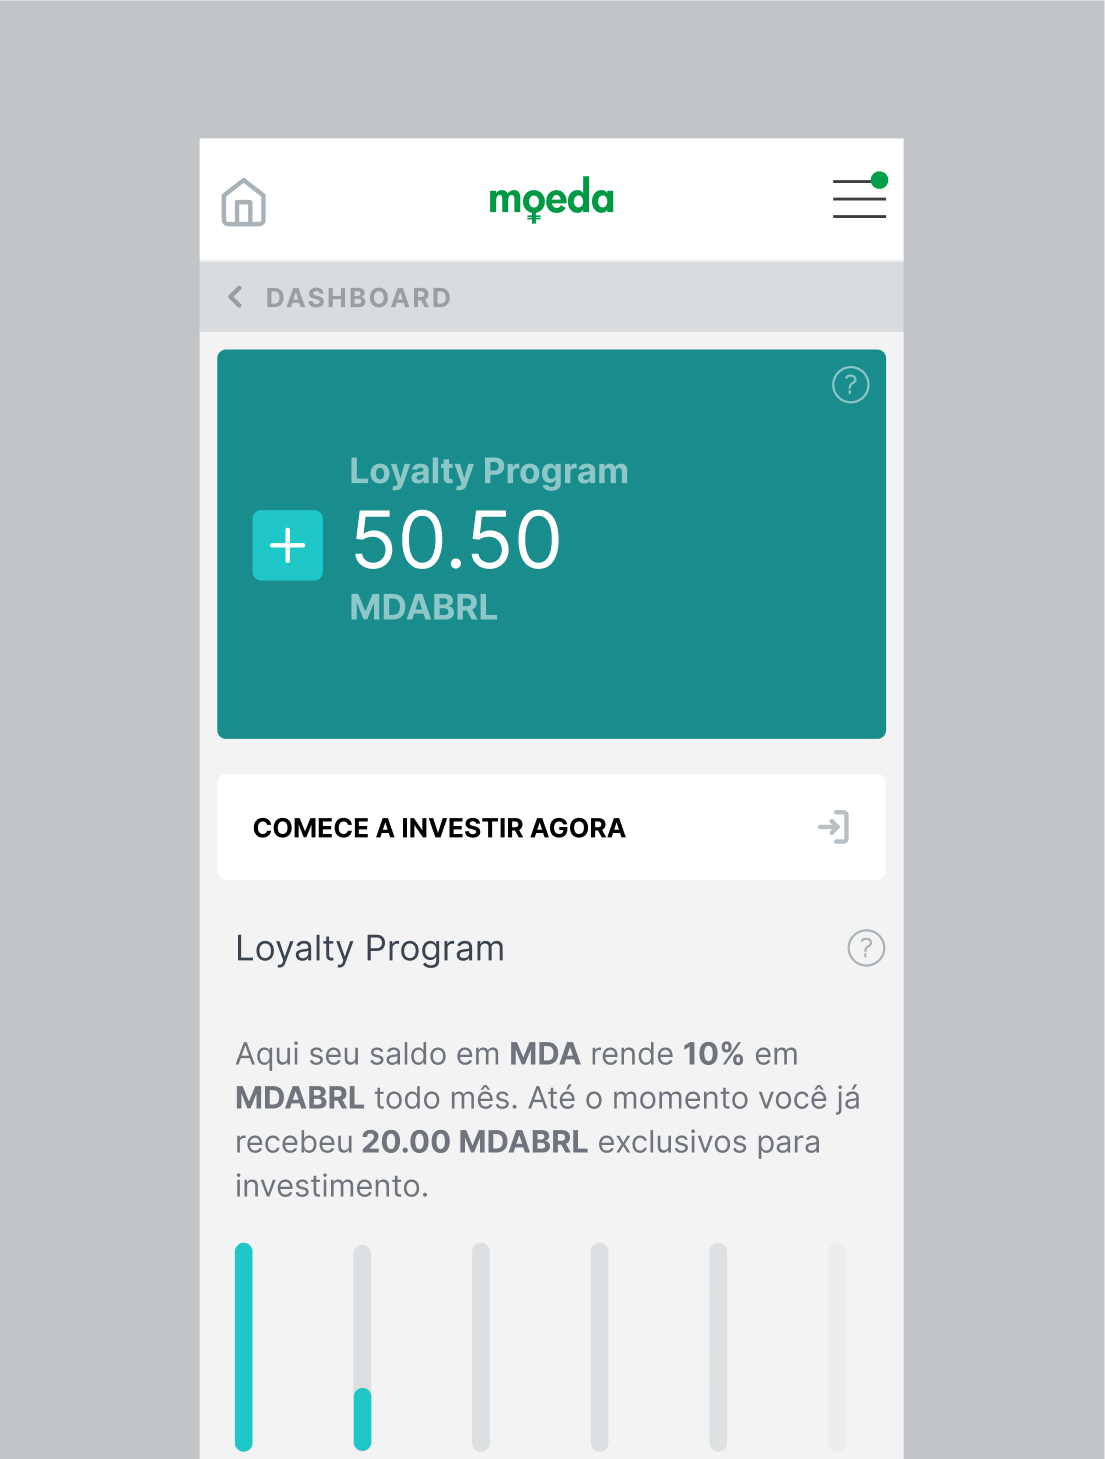 moeda
DASHBOARD
?
Loyalty Program
50.50
MDABRL
COMECE A INVESTIR AGORA
Loyalty Program
?
Aqui seu saldo em MDA rende 10% em
MDABRL todo mês. Até o momento você já
recebeu 20.00 MDABRL exclusivos para
investimento.